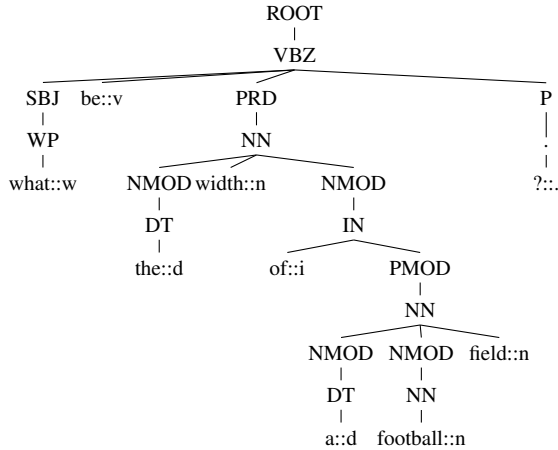 ROOT
VBZ
SBJ be::v PRD P
WP NN .
what::w NMOD width::n NMOD ?::.
DT IN
the::d of::i PMOD
NN
NMOD NMOD field::n
DT NN
a::d football::n